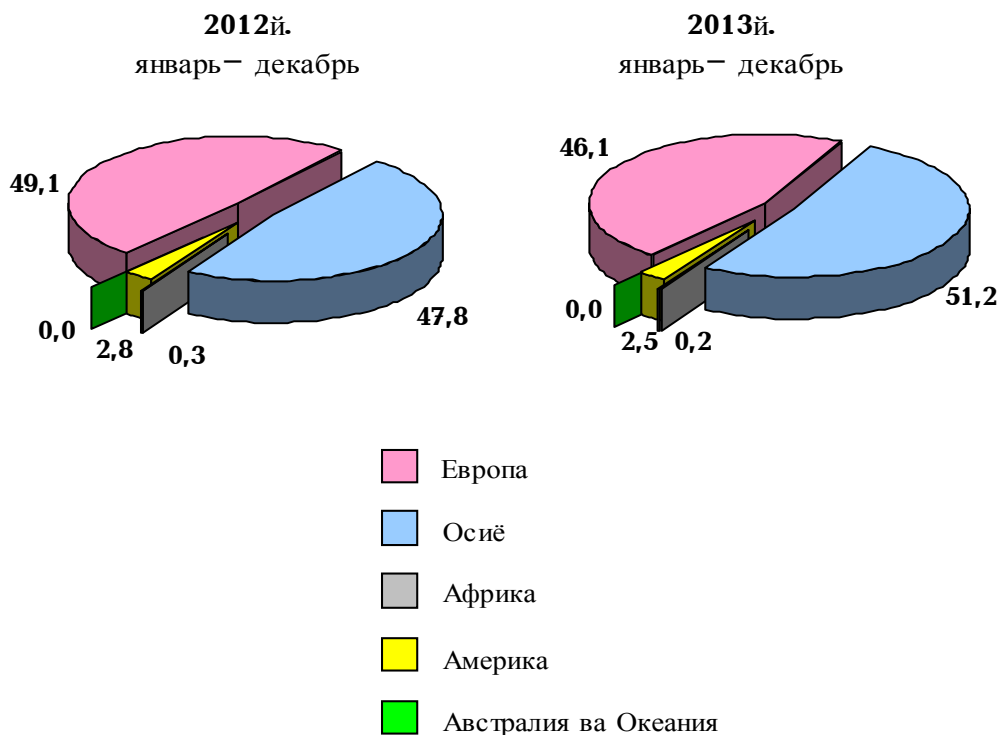 2012й.
январь– декабрь
49,1
47,8
0,0
2,8
0,3
2013й.
январь– декабрь
46,1
51,2
0,0
2,5
0,2
Европа
Осиё
Африка
Америка
Австралия ва Океания